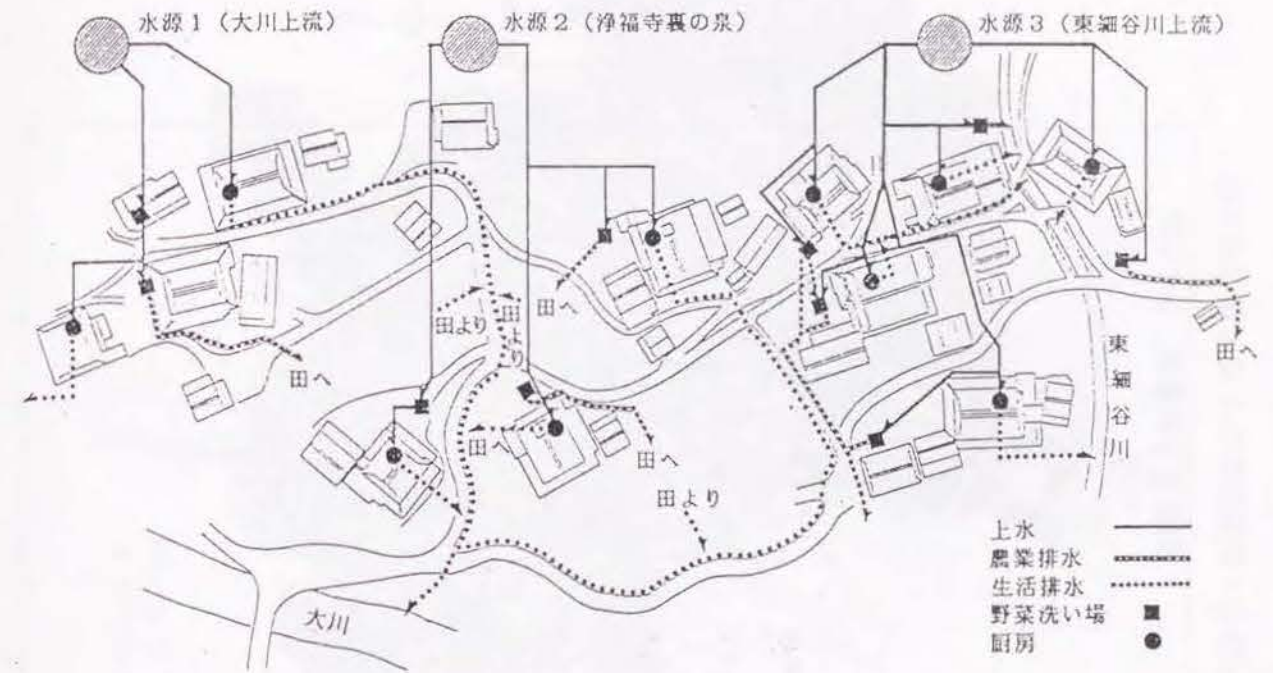 水源1（大川上流）
水源2（浄福寺裏の泉）
水源3（東細谷川上流）
田へ
田より
田より
田へ
田へ
田へ
田へ
田より
東細谷川
大川
上水
農業排水
生活排水
野菜洗い場
厨房